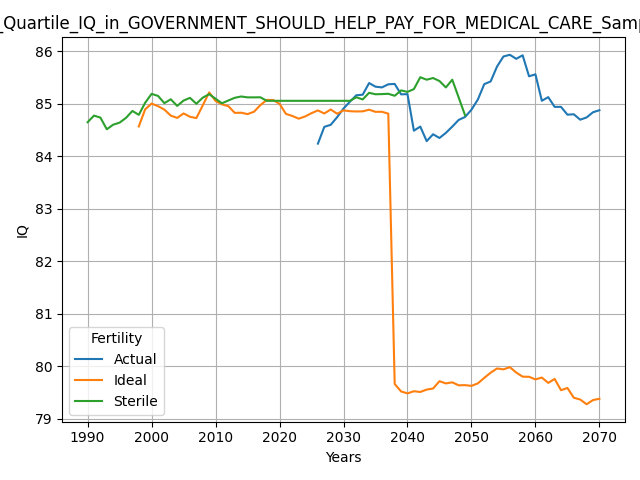 _Quartile_IQ_in_GOVERNMENT_SHOULD_HELP_PAY_FOR_MEDICAL_CARE_Samp
86
85
84
83
82
81
80
79
IQ
Fertility
Actual
Ideal
Sterile
1990 2000 2010 2020 2030 2040 2050 2060 2070
Years